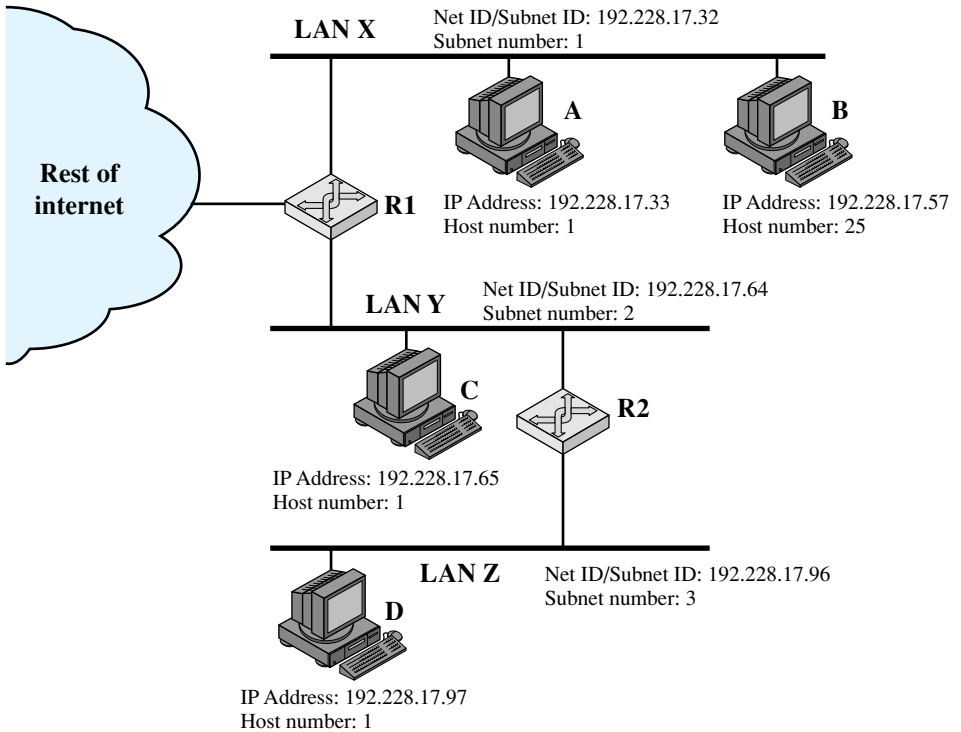 LAN X
Net ID/Subnet ID: 192.228.17.32
Subnet number: 1
A
B
Rest of
internet
R1
IP Address: 192.228.17.33
Host number: 1
IP Address: 192.228.17.57
Host number: 25
LAN Y
Net ID/Subnet ID: 192.228.17.64
Subnet number: 2
C
R2
IP Address: 192.228.17.65
Host number: 1
LAN Z
Net ID/Subnet ID: 192.228.17.96
Subnet number: 3
D
IP Address: 192.228.17.97
Host number: 1